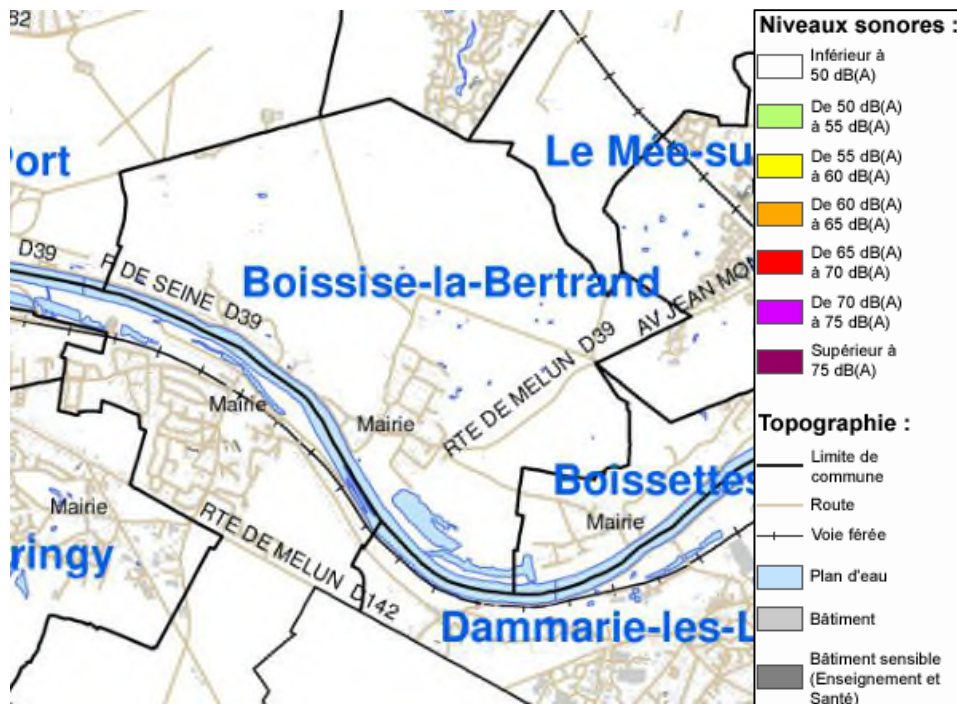 Port
Le Mée-su
D39
R DE SEINE D39
Boissise-la-Bertrand
AV JEAN MON
RTE DE MELUN D39
Mairie
Mairie
Boissettes
Mairie
Mairie
ringy
RTE DE MELUN D142
Dammarie-les-L
Niveaux sonores :
Inférieur à
50 dB(A)
De 50 dB(A)
à 55 dB(A)
De 55 dB(A)
à 60 dB(A)
De 60 dB(A)
à 65 dB(A)
De 65 dB(A)
à 70 dB(A)
De 70 dB(A)
à 75 dB(A)
Supérieur à
75 dB(A)
Topographie :
Limite de
commune
Route
Voie férée
Plan d'eau
Bâtiment
Bâtiment sensible
(Enseignement et
Santé)